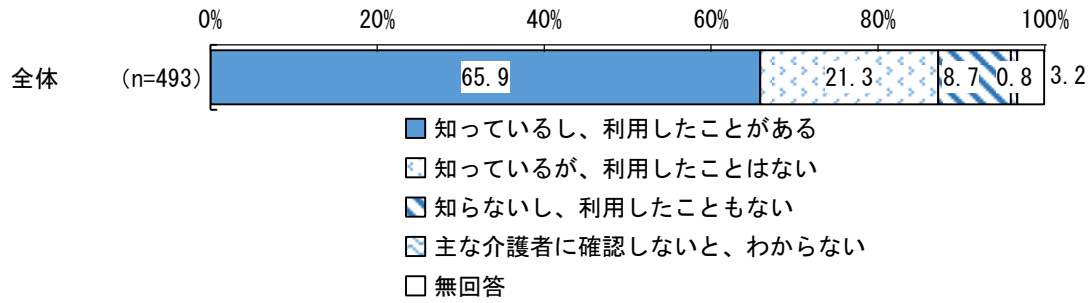 0% 20% 40% 60% 80% 100%
全体 (n=493) 65.9 21.3 8.7 0.8 3.2
知っているし、利用したことがある
知っているが、利用したことはない
知らないし、利用したこともない
主な介護者に確認しないと、わからない
無回答